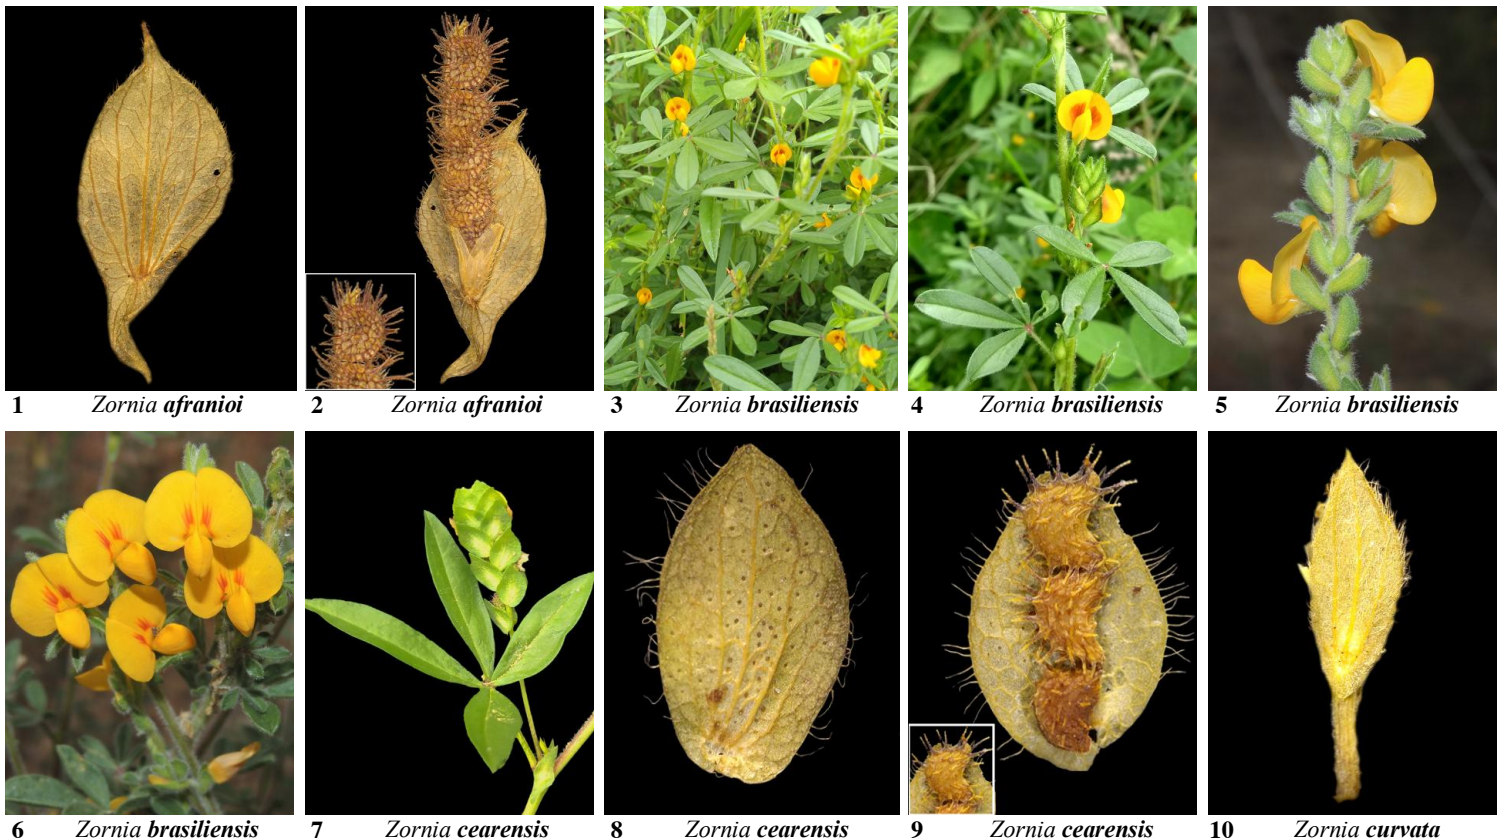 1 Zornia afranioi
2 Zornia afranioi
3 Zornia brasiliensis
4 Zornia brasiliensis
5 Zornia brasiliensis
6 Zornia brasiliensis
7 Zornia cearensis
8 Zornia cearensis
9 Zornia cearensis
10 Zornia curvata